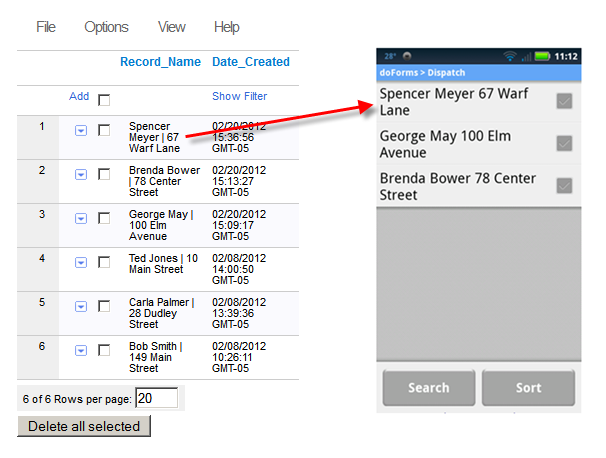 File Options View Help
Record_Name Date_Created
Add Show Filter
1 Spencer 02/20/2012
Meyer | 67 15:36:56
Warf Lane GMT-05
2 Brenda Bower 02/20/2012
| 78 Center 15:13:27
Street GMT-05
3 George May | 02/20/2012
100 Elm 15:09:17
Avenue GMT-05
4 Ted Jones | 10 02/08/2012
Main Street 14:00:50
GMT-05
5 Carla Palmer | 02/08/2012
28 Dudley 13:39:36
Street GMT-05
6 Bob Smith | 02/08/2012
149 Main 10:26:11
Street GMT-05
6 of 6 Rows per page: 20
Delete all selected
28° 11:12
doForms > Dispatch
Spencer Meyer 67 Warf
Lane
George May 100 Elm
Avenue
Brenda Bower 78 Center
Street
Search Sort